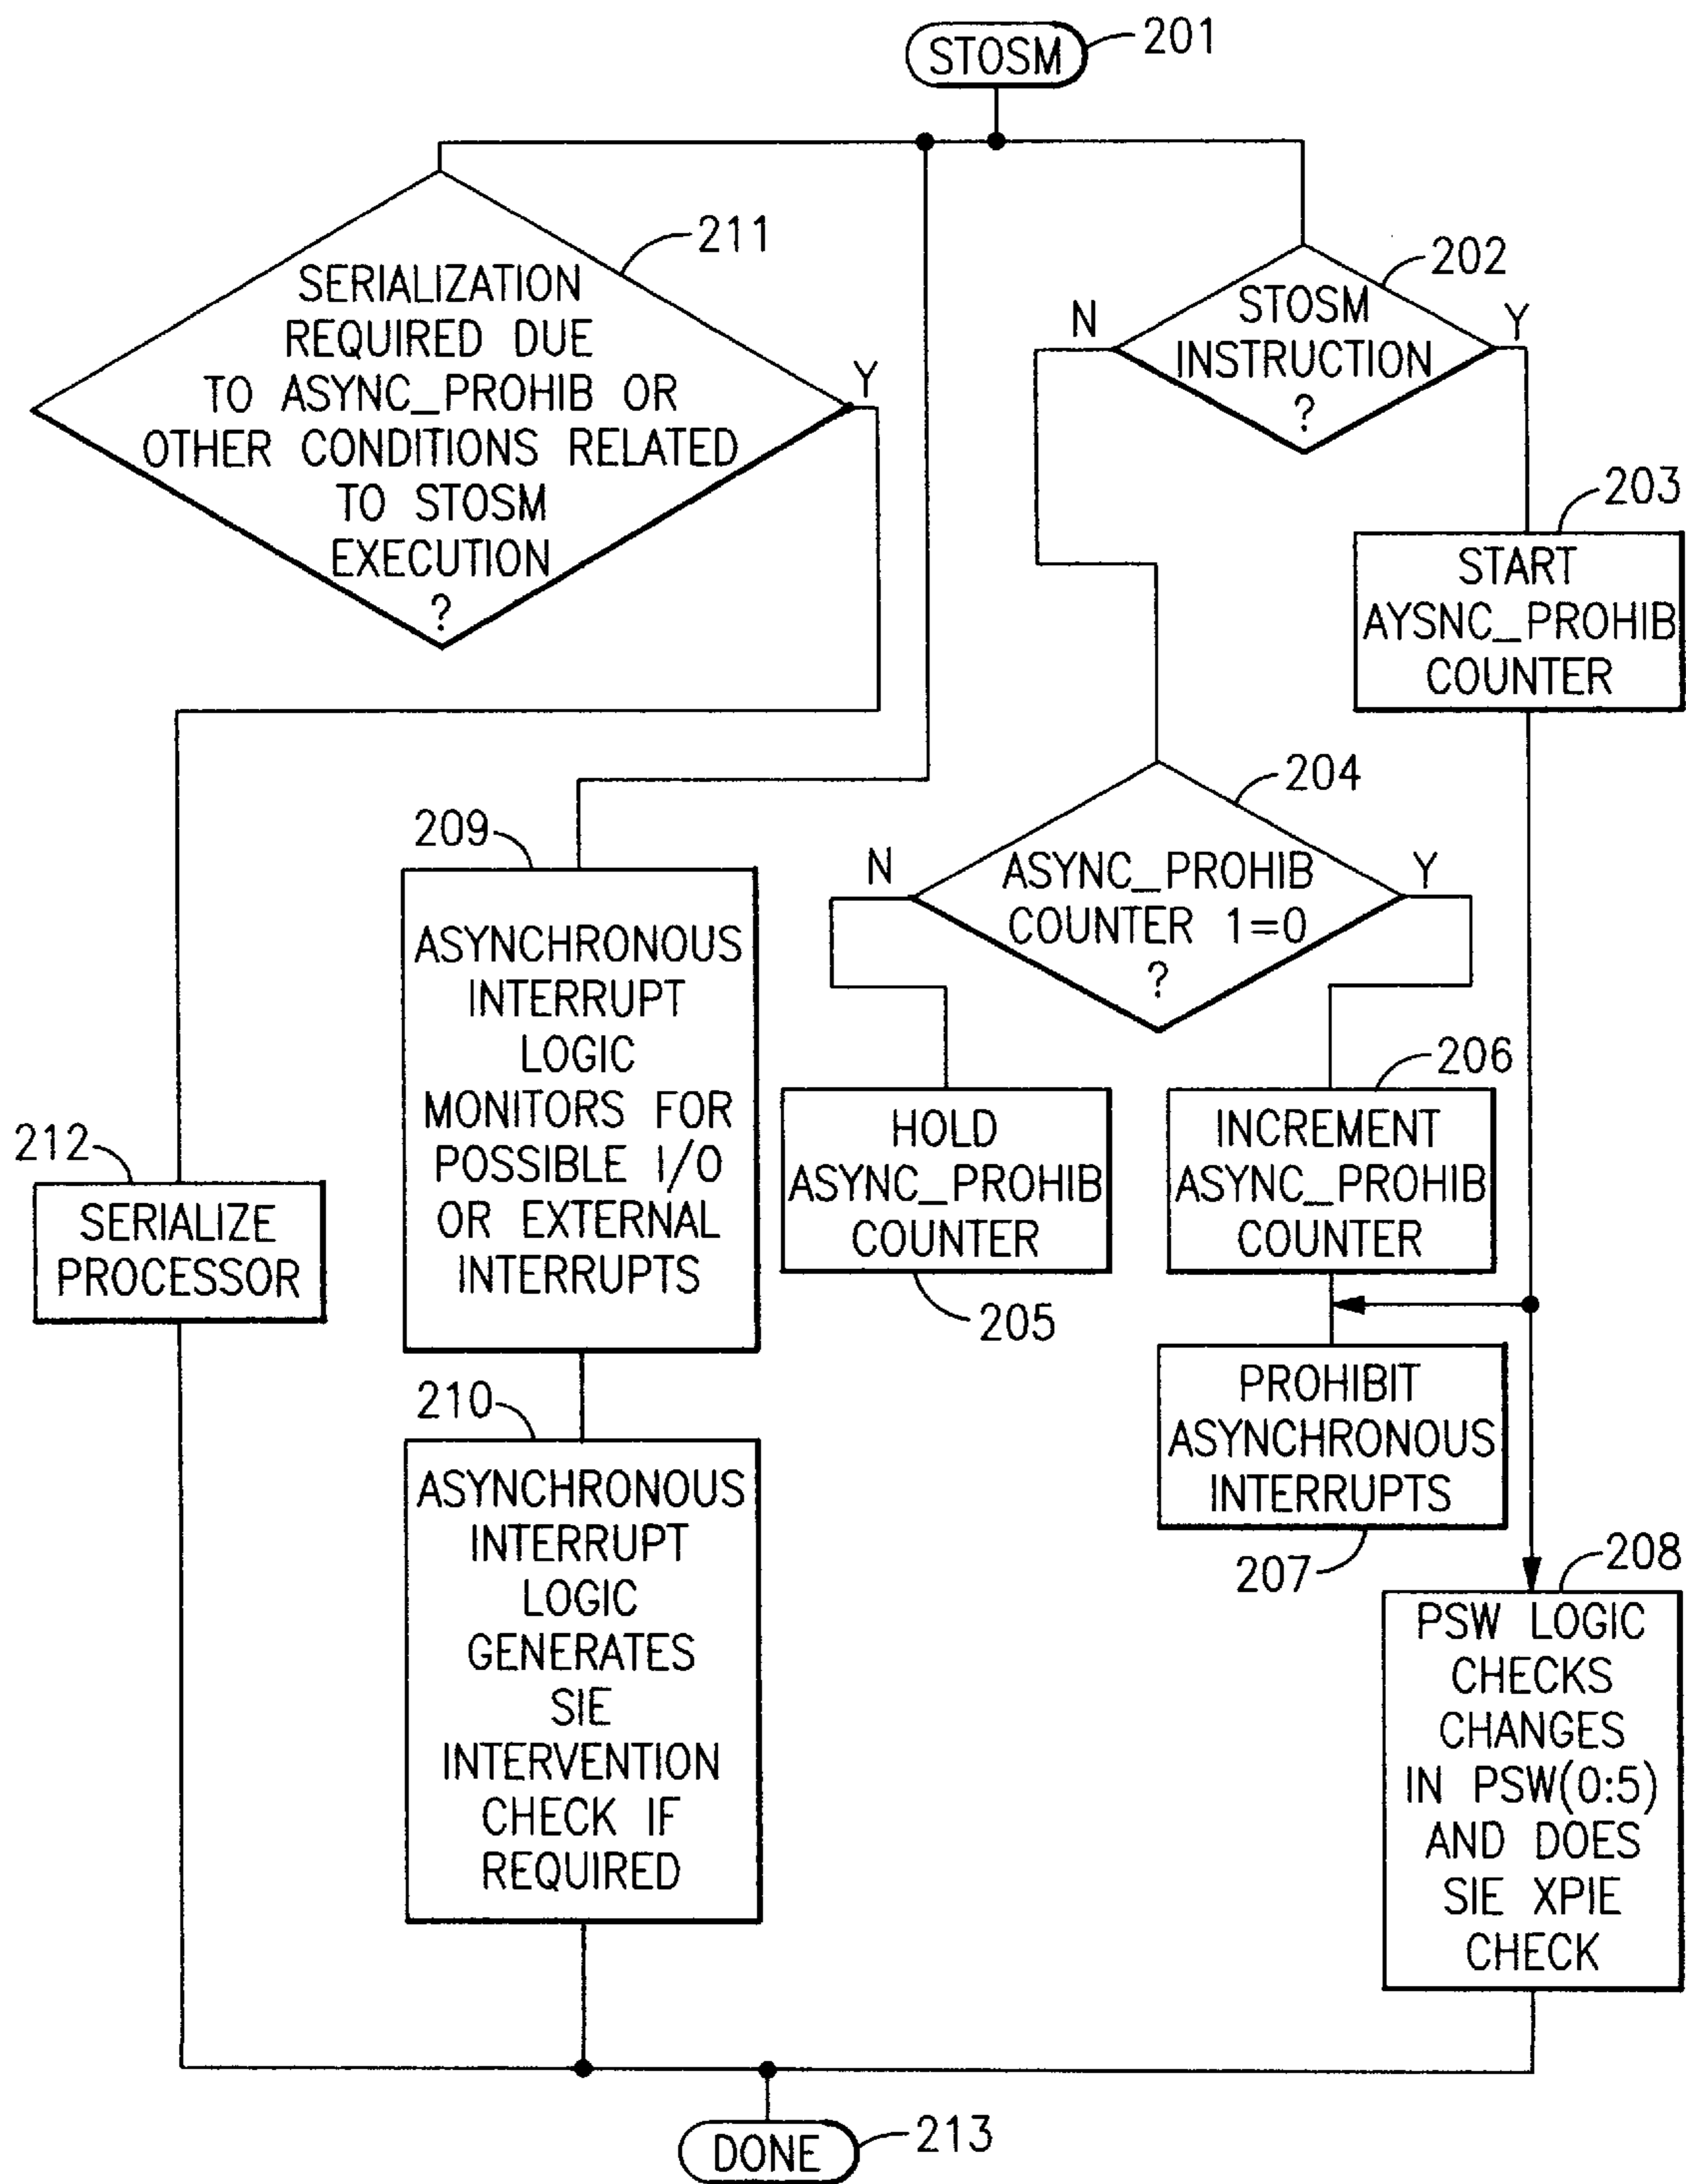 STOSM
201
211
SERIALIZATION
REQUIRED DUE
TO ASYNC_PROHIB OR
OTHER CONDITIONS RELATED
TO STOSM
EXECUTION
?
Y
202
N
STOSM
INSTRUCTION
?
Y
203
START
AYSNC_PROHIB
COUNTER
204
N
ASYNC_PROHIB
COUNTER 1=0
?
Y
209
ASYNCHRONOUS
INTERRUPT
LOGIC
MONITORS FOR
POSSIBLE I/O
OR EXTERNAL
INTERRUPTS
206
HOLD
ASYNC_PROHIB
COUNTER
205
INCREMENT
ASYNC_PROHIB
COUNTER
212
SERIALIZE
PROCESSOR
PROHIBIT
ASYNCHRONOUS
INTERRUPTS
207
210
ASYNCHRONOUS
INTERRUPT
LOGIC
GENERATES
SIE
INTERVENTION
CHECK IF
REQUIRED
208
PSW LOGIC
CHECKS
CHANGES
IN PSW(0:5)
AND DOES
SIE XPIE
CHECK
DONE
213